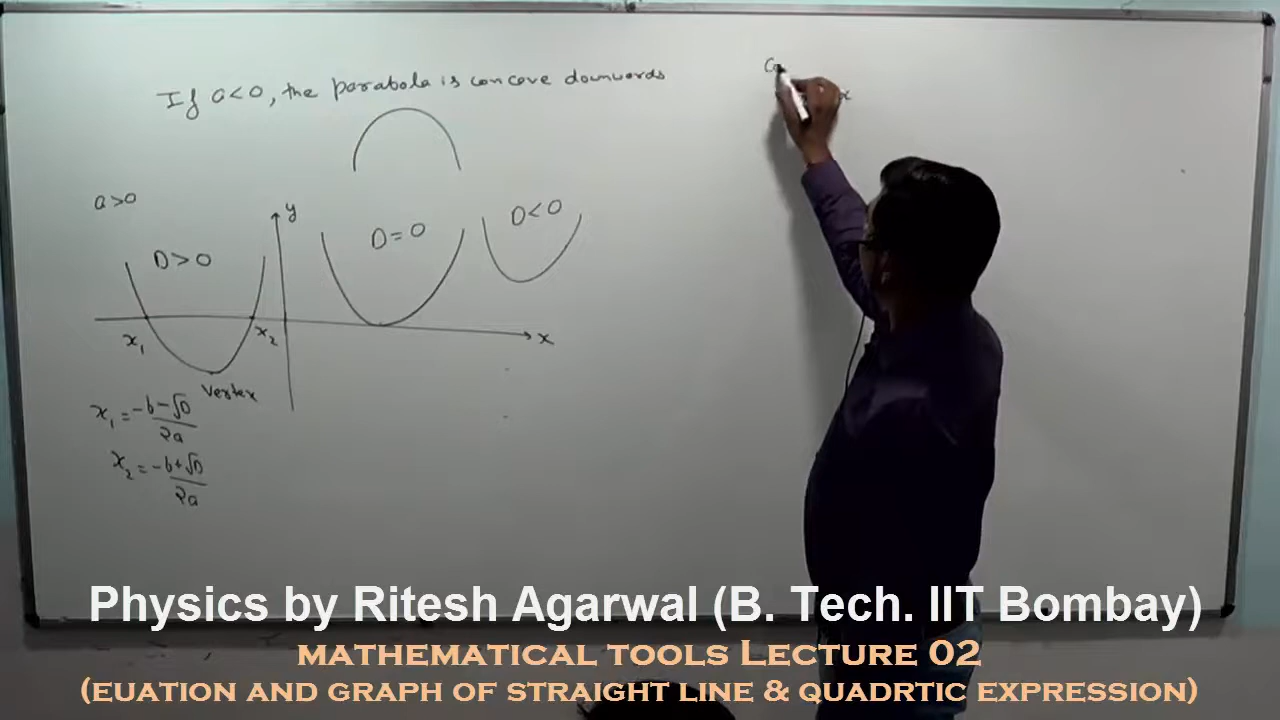 If a<0, the parabola is concave downwords
a>0
y
D>0
D=0
D<0
x₁
x₂
x
Vertex
x₁ = -b-√D / 2a
x₂ = -b+√D / 2a
x
Physics by Ritesh Agarwal (B. Tech. IIT Bombay)
MATHEMATICAL TOOLS LECTURE 02
(EUATION AND GRAPH OF STRAIGHT LINE & QUADRTIC EXPRESSION)